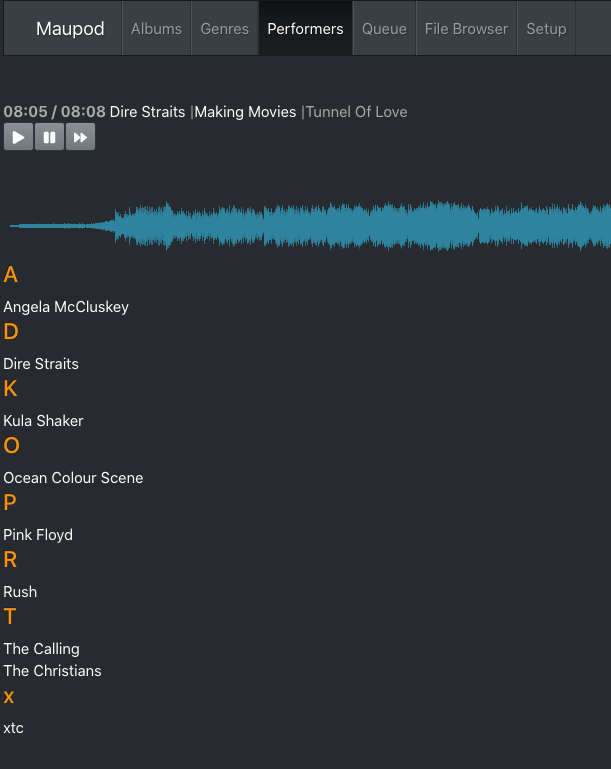 Maupod Albums Genres Performers Queue File Browser Setup
08:05 / 08:08 Dire Straits |Making Movies |Tunnel Of Love
A
Angela McCluskey
D
Dire Straits
K
Kula Shaker
O
Ocean Colour Scene
P
Pink Floyd
R
Rush
T
The Calling
The Christians
x
xtc